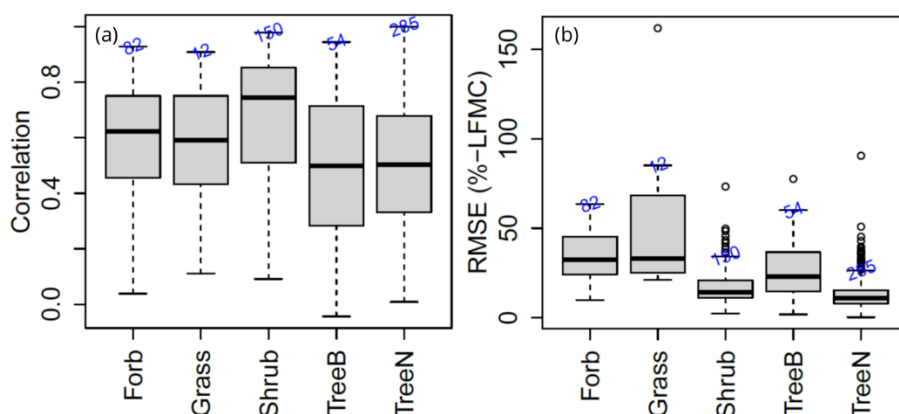 (a)
82
12
150
54
285
Correlation
0.8
0.4
0.0
Forb
Grass
Shrub
TreeB
TreeN
(b)
82
12
150
54
285
RMSE (%-LFMC)
150
100
50
0
Forb
Grass
Shrub
TreeB
TreeN